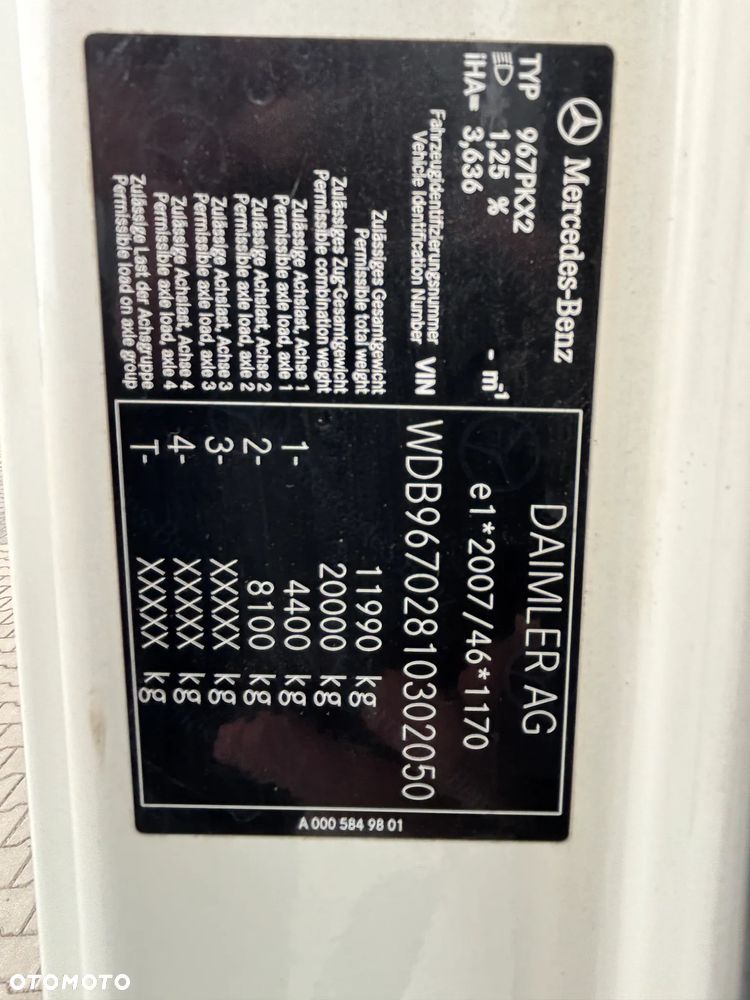 Mercedes-Benz
TYP 967PKX2
1,25 %
iHA= 3,636 - m⁻¹
DAIMLER AG
e1*2007/46*1170
Fahrzeugidentifizierungsnummer
Vehicle Identification Number VIN WDB96702810302050
Zulässiges Gesamtgewicht
Permissible total weight 11990 kg
Zulässiges Zug-Gesamtgewicht
Permissible combination weight 20000 kg
Zulässige Achslast, Achse 1
Permissible axle load, axle 1 1- 4400 kg
Zulässige Achslast, Achse 2
Permissible axle load, axle 2 2- 8100 kg
Zulässige Achslast, Achse 3
Permissible axle load, axle 3 3- XXXXX kg
Zulässige Achslast, Achse 4
Permissible axle load, axle 4 4- XXXXX kg
Zulässige Last der Achsgruppe
Permissible load on axle group T- XXXXX kg
A 000 584 98 01
OTOMOTO